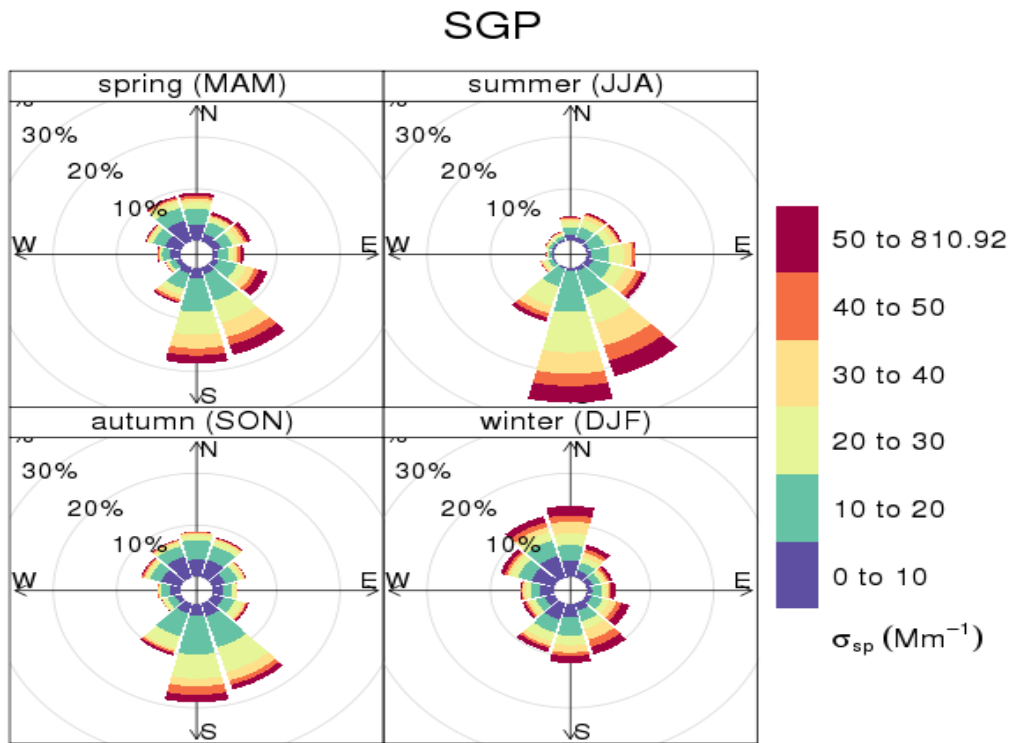 SGP
spring (MAM)
summer (JJA)
%
30%
20%
10%
N
W
E
S
%
30%
20%
10%
N
W
E
S
autumn (SON)
winter (DJF)
%
30%
20%
10%
N
W
E
S
%
30%
20%
10%
N
W
E
S
50 to 810.92
40 to 50
30 to 40
20 to 30
10 to 20
0 to 10
σsp (Mm⁻¹)